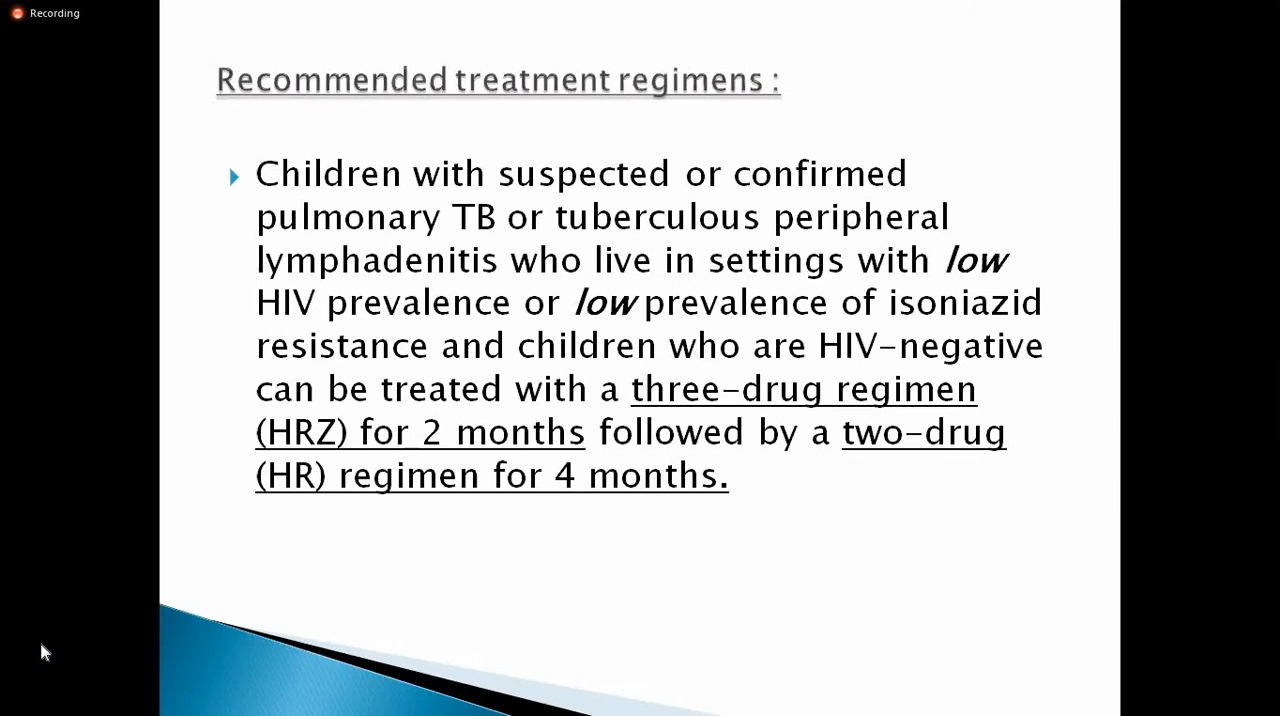 Recording
Recommended treatment regimens :
Children with suspected or confirmed
pulmonary TB or tuberculous peripheral
lymphadenitis who live in settings with low
HIV prevalence or low prevalence of isoniazid
resistance and children who are HIV-negative
can be treated with a three-drug regimen
(HRZ) for 2 months followed by a two-drug
(HR) regimen for 4 months.